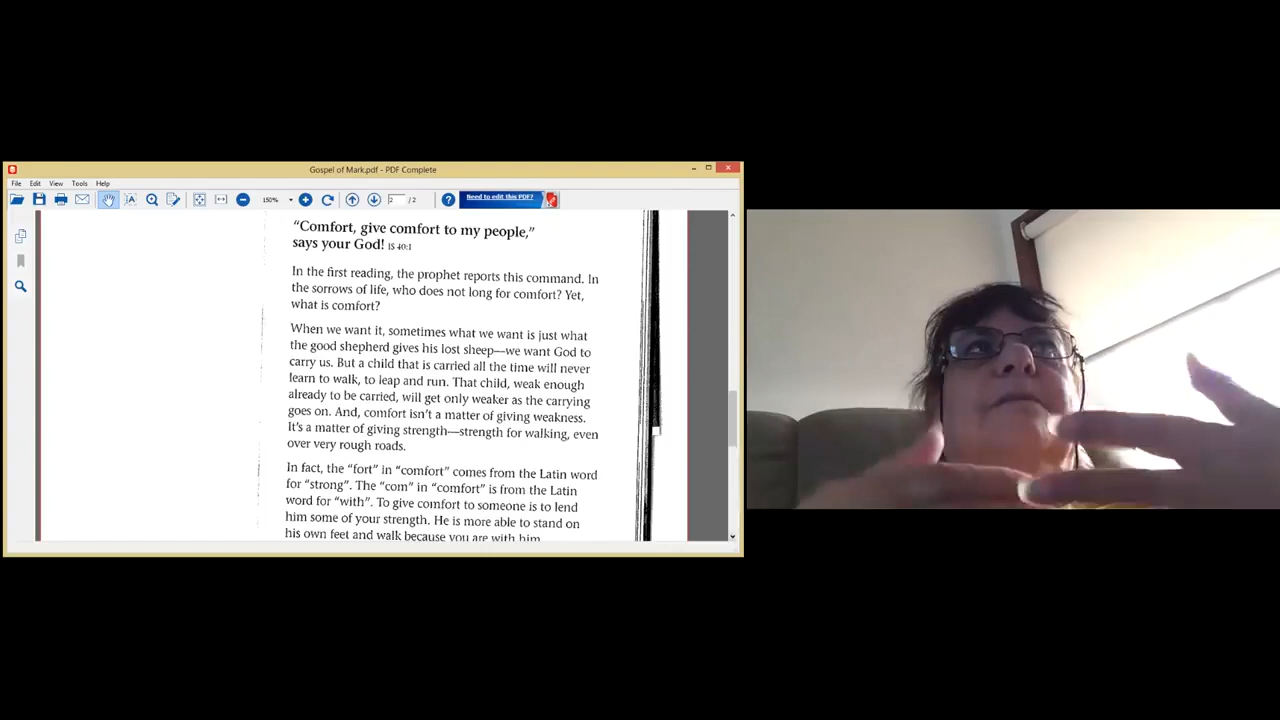 Gospel of Mark.pdf - PDF Complete
File Edit View Tools Help
150% 2 / 2 Need to edit this PDF?
“Comfort, give comfort to my people,”
says your God! IS 40:1
In the first reading, the prophet reports this command. In
the sorrows of life, who does not long for comfort? Yet,
what is comfort?
When we want it, sometimes what we want is just what
the good shepherd gives his lost sheep—we want God to
carry us. But a child that is carried all the time will never
learn to walk, to leap and run. That child, weak enough
already to be carried, will get only weaker as the carrying
goes on. And, comfort isn’t a matter of giving weakness.
It’s a matter of giving strength—strength for walking, even
over very rough roads.
In fact, the “fort” in “comfort” comes from the Latin word
for “strong”. The “com” in “comfort” is from the Latin
word for “with”. To give comfort to someone is to lend
him some of your strength. He is more able to stand on
his own feet and walk because you are with him